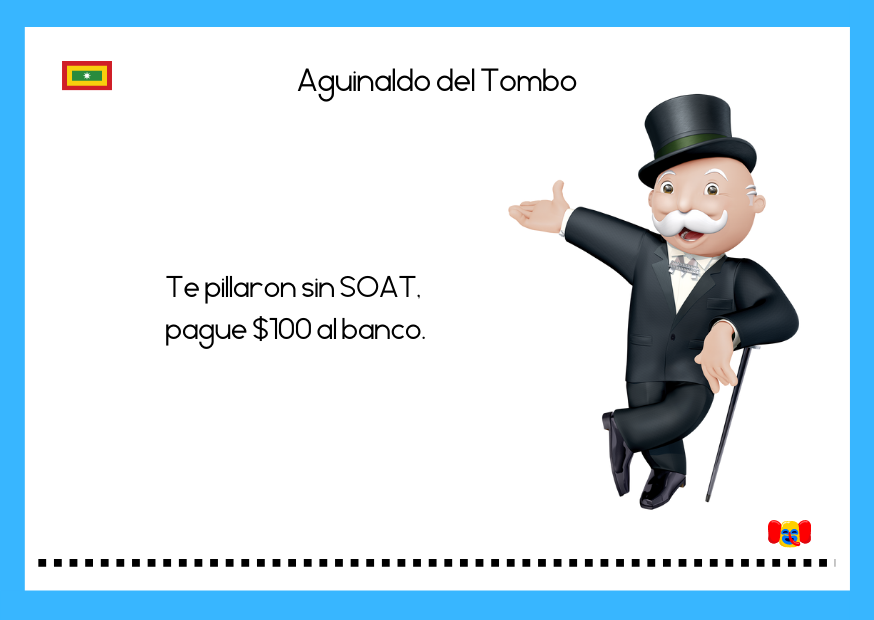 Aguinaldo del Tombo
Te pillaron sin SOAT,
pague $100 al banco.